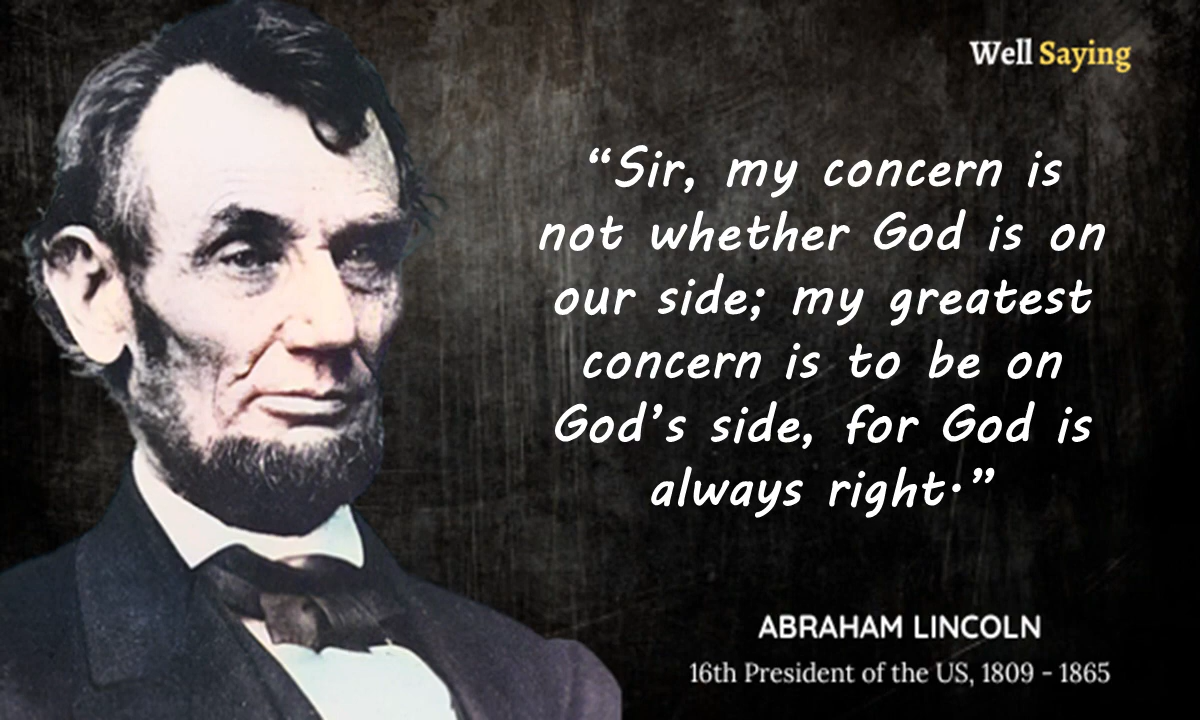 Well Saying
“Sir, my concern is
not whether God is on
our side; my greatest
concern is to be on
God’s side, for God is
always right.”
ABRAHAM LINCOLN
16th President of the US, 1809 - 1865